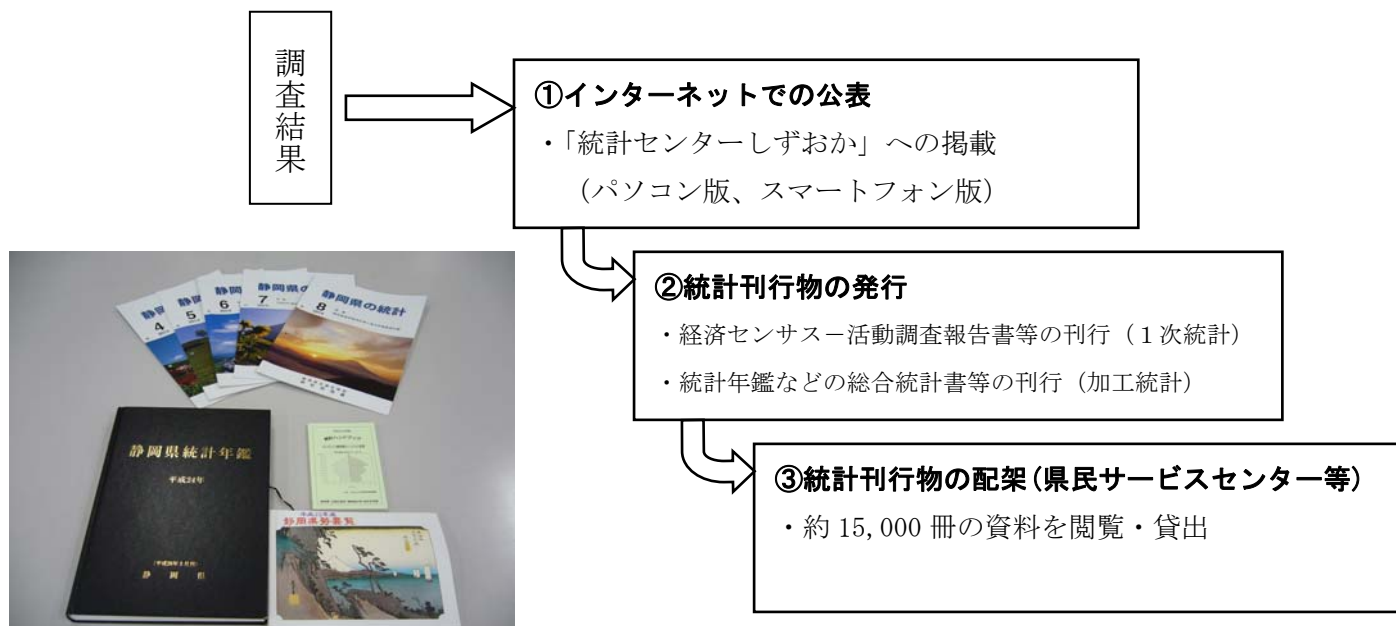 調査結果
①インターネットでの公表
・「統計センターしずおか」への掲載
（パソコン版、スマートフォン版）
②統計刊行物の発行
・経済センサス－活動調査報告書等の刊行（１次統計）
・統計年鑑などの総合統計書等の刊行（加工統計）
③統計刊行物の配架（県民サービスセンター等）
・約 15,000 冊の資料を閲覧・貸出
4
5
6
7
8
静岡県の統計
静岡県統計年鑑
平成24年
静岡県
静岡県勢要覧